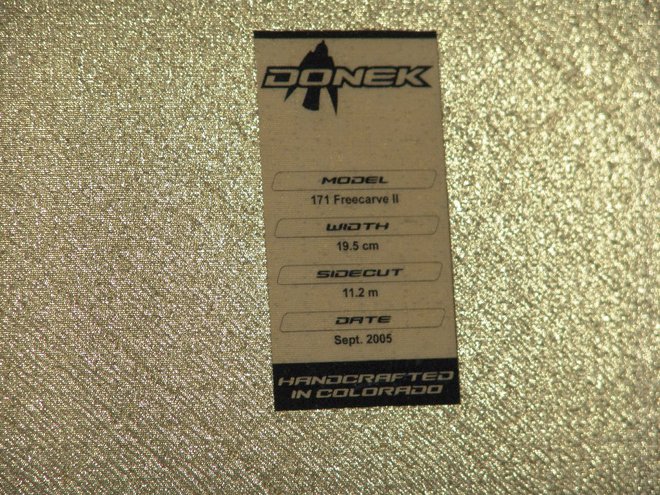 DONEK
MODEL
171 Freecarve II
WIDTH
19.5 cm
SIDECUT
11.2 m
DATE
Sept. 2005
HANDCRAFTED
IN COLORADO